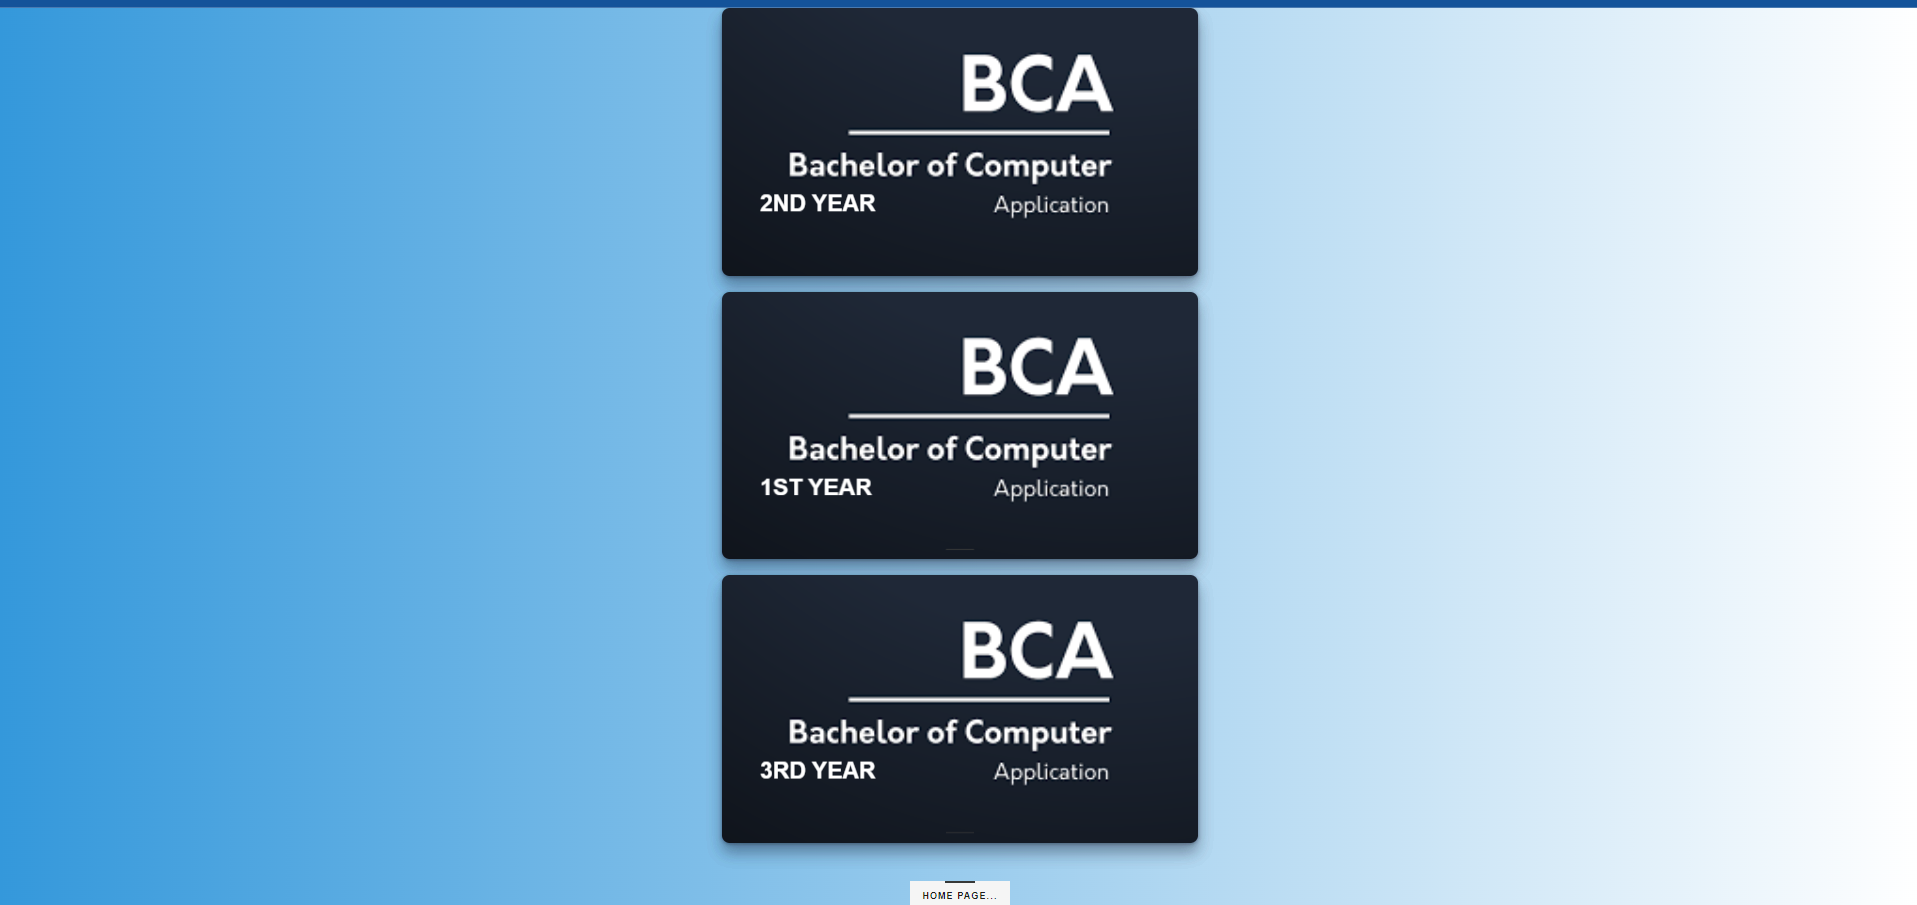 BCA
Bachelor of Computer
2ND YEAR Application
BCA
Bachelor of Computer
1ST YEAR Application
BCA
Bachelor of Computer
3RD YEAR Application
HOME PAGE...